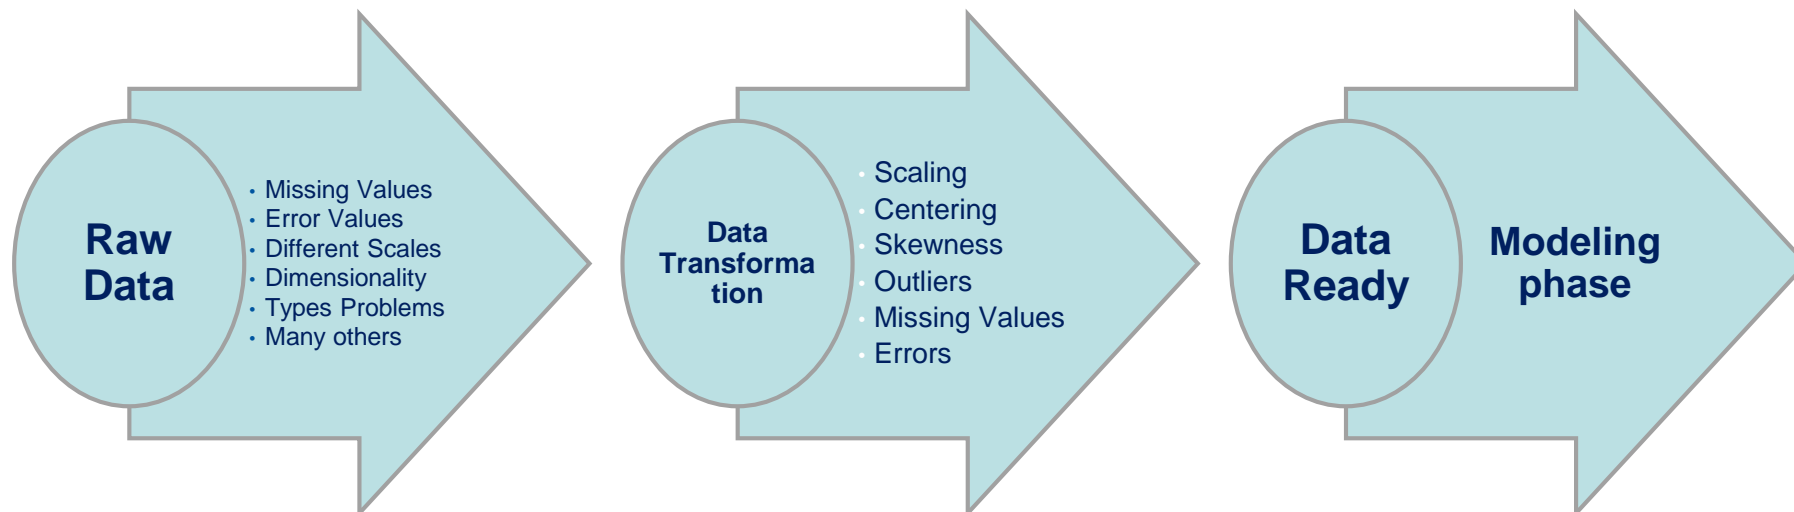 Raw
Data
• Missing Values
• Error Values
• Different Scales
• Dimensionality
• Types Problems
• Many others
Data
Transforma
tion
• Scaling
• Centering
• Skewness
• Outliers
• Missing Values
• Errors
Data
Ready
Modeling
phase